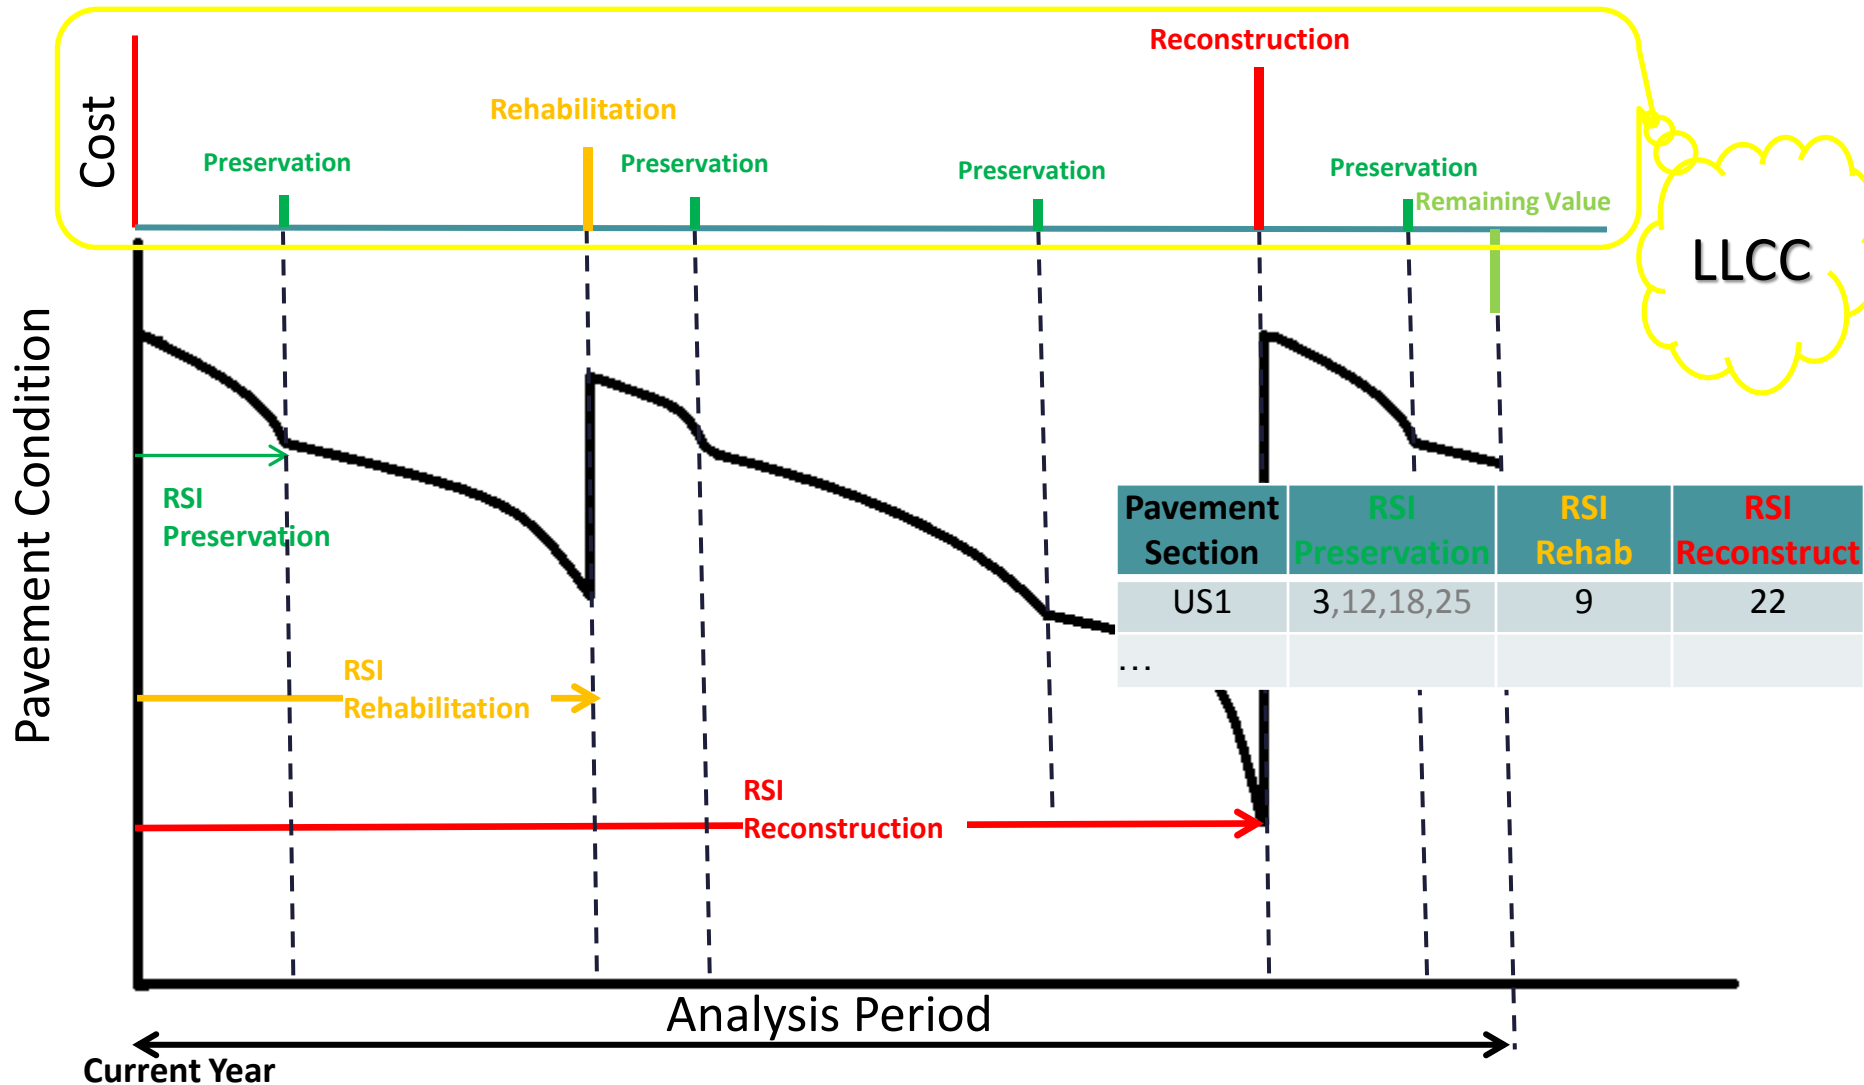 Reconstruction
Cost
Rehabilitation
Preservation
Preservation
Preservation
Preservation
Remaining Value
LLCC
Pavement Condition
RSI
Preservation
Pavement
Section
RSI
Preservation
RSI
Rehab
RSI
Reconstruct
US1
3,12,18,25
9
22
...
RSI
Rehabilitation
RSI
Reconstruction
Analysis Period
Current Year